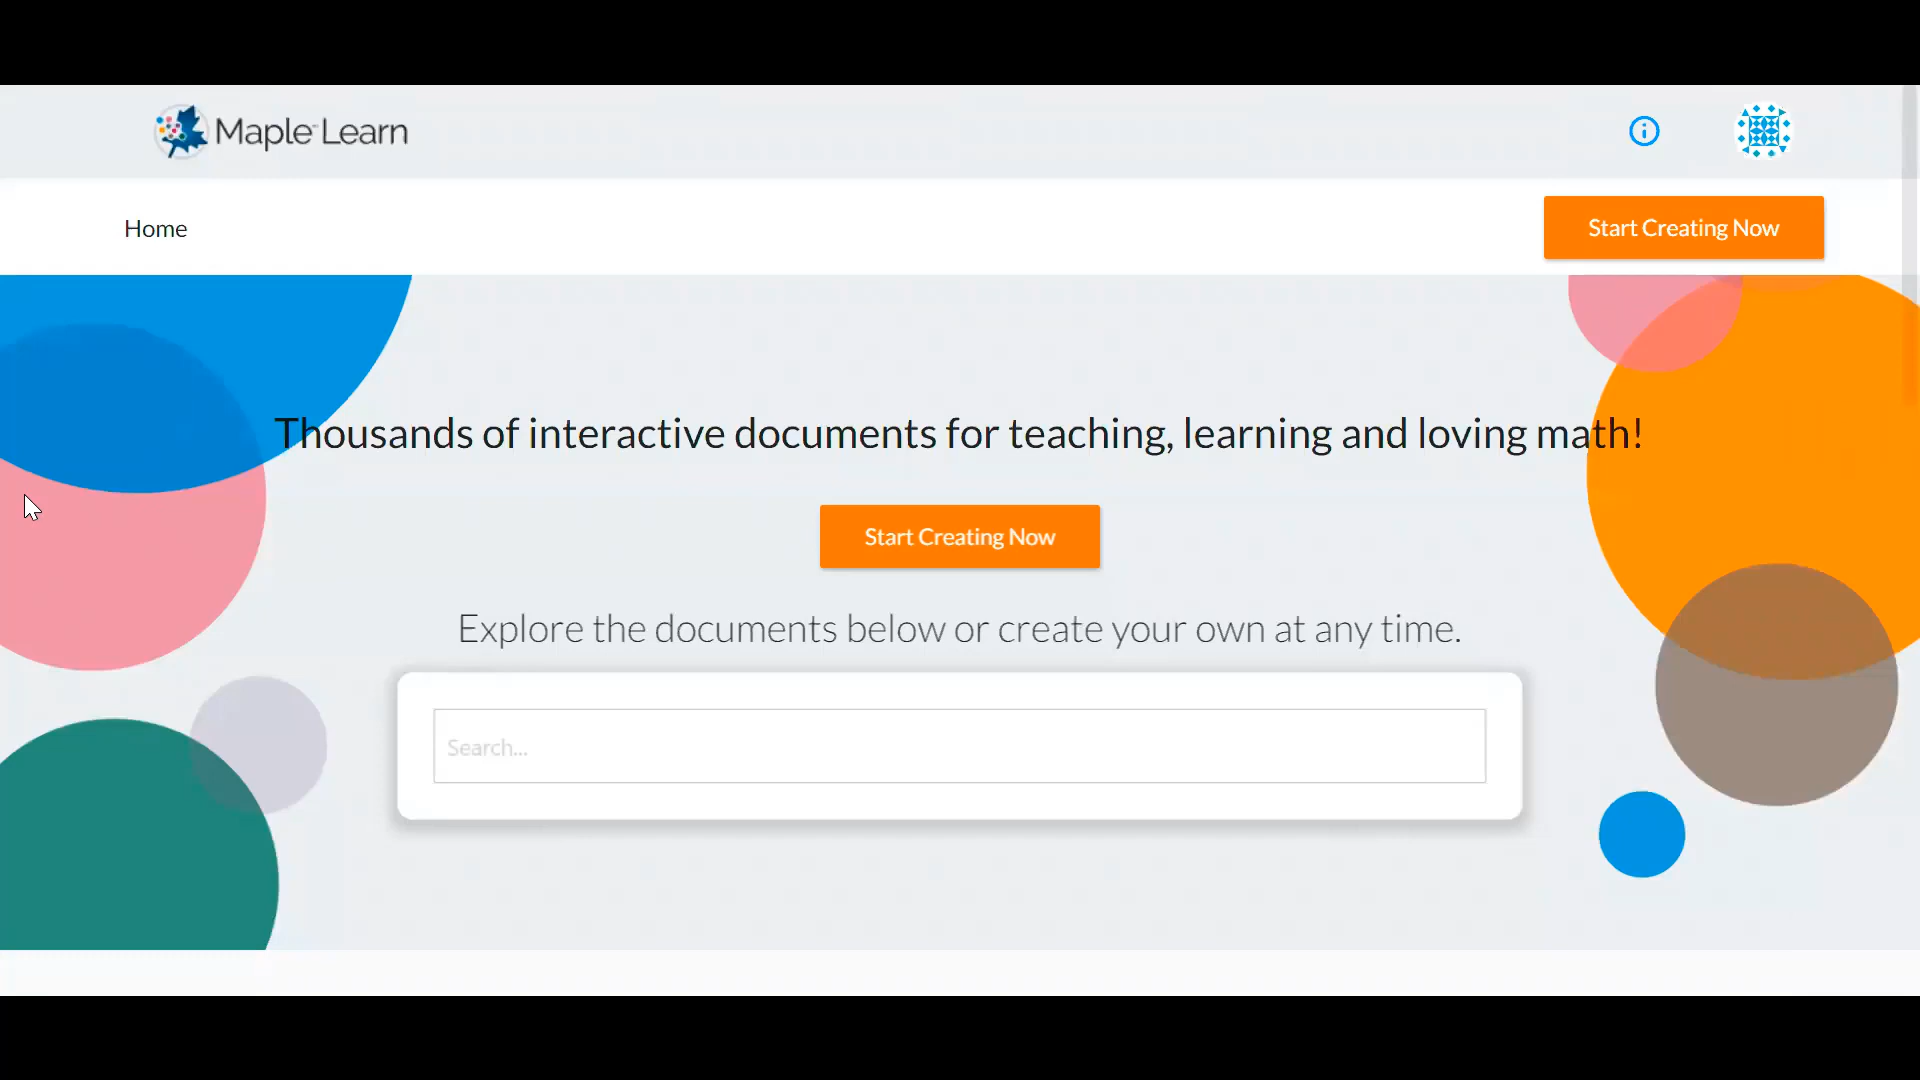 Maple Learn
Home
Start Creating Now
Thousands of interactive documents for teaching, learning and loving math!
Start Creating Now
Explore the documents below or create your own at any time.
Search...